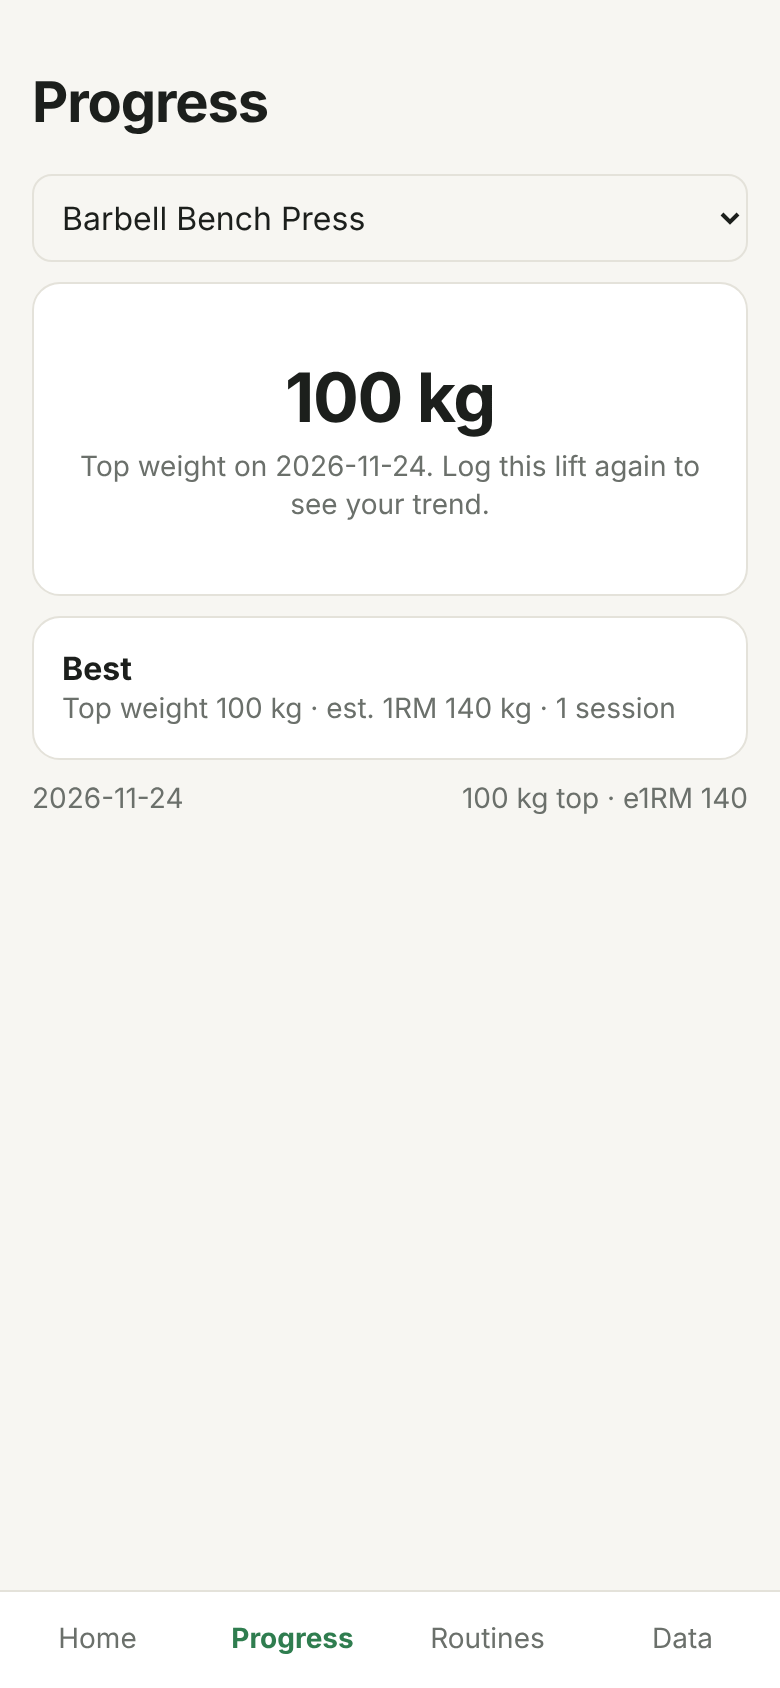 Progress
Barbell Bench Press
100 kg
Top weight on 2026-11-24. Log this lift again to
see your trend.
Best
Top weight 100 kg · est. 1RM 140 kg · 1 session
2026-11-24 100 kg top · e1RM 140
Home Progress Routines Data